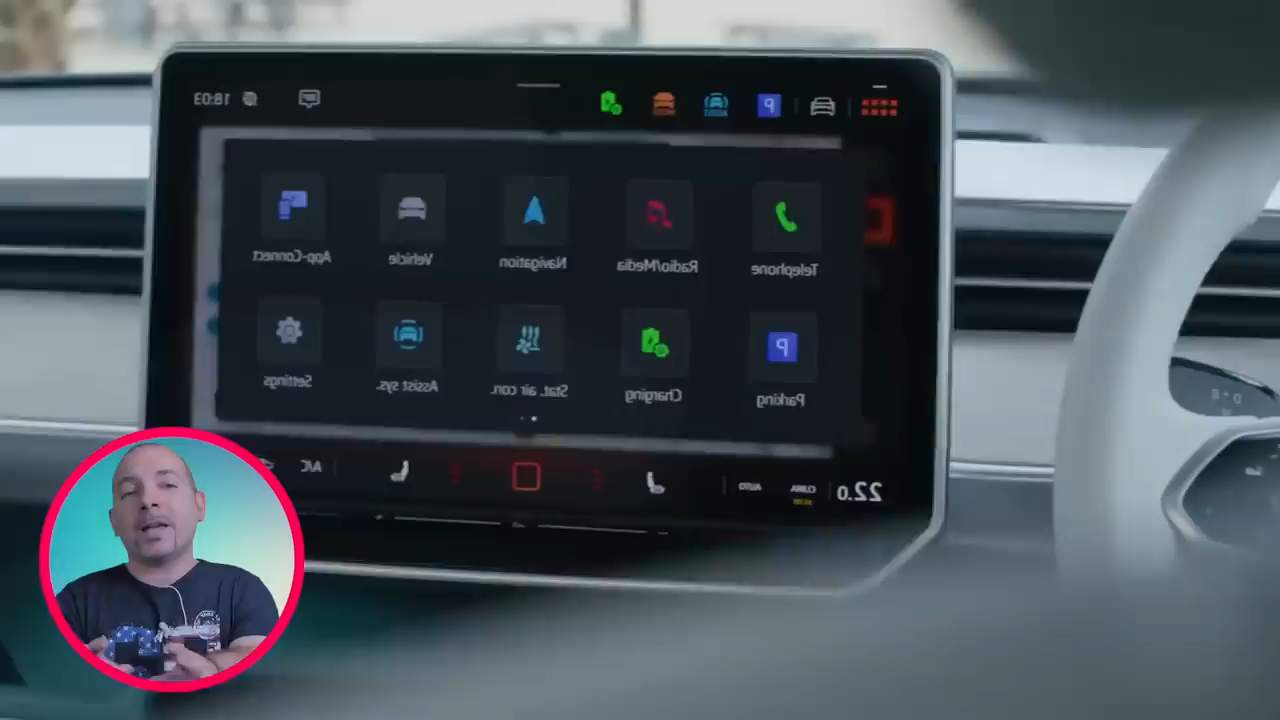 18:03
P
App-Connect
Vehicle
Navigation
Radio/Media
Telephone
Settings
Assist sys.
Stat. air con.
Charging
P
Parking
A/C
AUTO
CLIMA
22.0